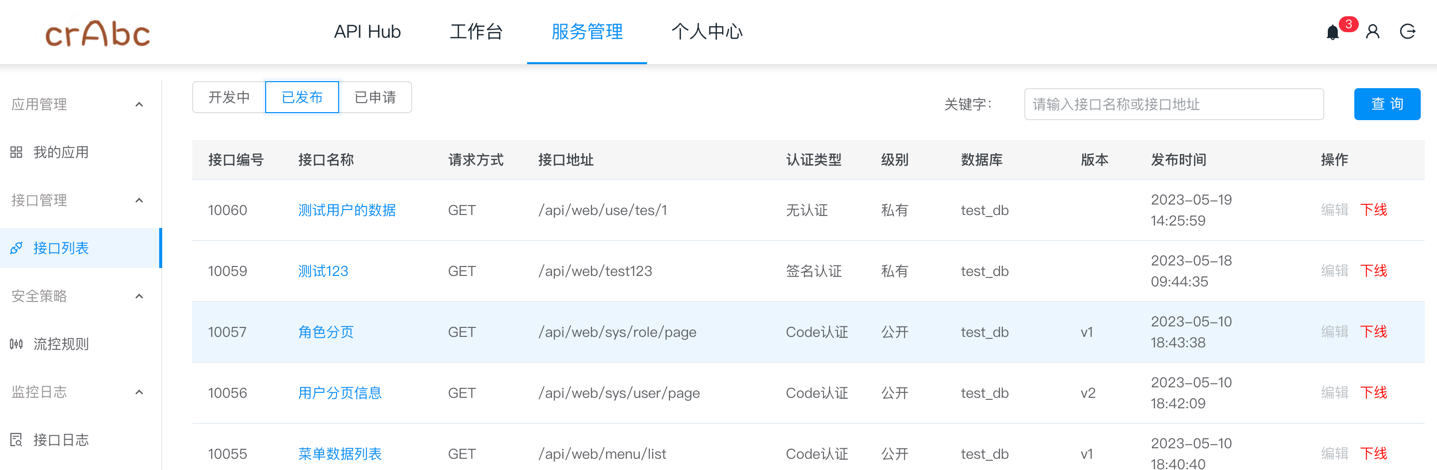 crAbc API Hub 工作台 服务管理 个人中心 3
应用管理
我的应用
接口管理
接口列表
安全策略
流控规则
监控日志
接口日志
开发中 已发布 已申请
关键字: 请输入接口名称或接口地址 查 询
接口编号 接口名称 请求方式 接口地址 认证类型 级别 数据库 版本 发布时间 操作
10060 测试用户的数据 GET /api/web/use/tes/1 无认证 私有 test_db 2023-05-19 14:25:59 编辑 下线
10059 测试123 GET /api/web/test123 签名认证 私有 test_db 2023-05-18 09:44:35 编辑 下线
10057 角色分页 GET /api/web/sys/role/page Code认证 公开 test_db v1 2023-05-10 18:43:38 编辑 下线
10056 用户分页信息 GET /api/web/sys/user/page Code认证 公开 test_db v2 2023-05-10 18:42:09 编辑 下线
10055 菜单数据列表 GET /api/web/menu/list Code认证 公开 test_db v1 2023-05-10 18:40:40 编辑 下线